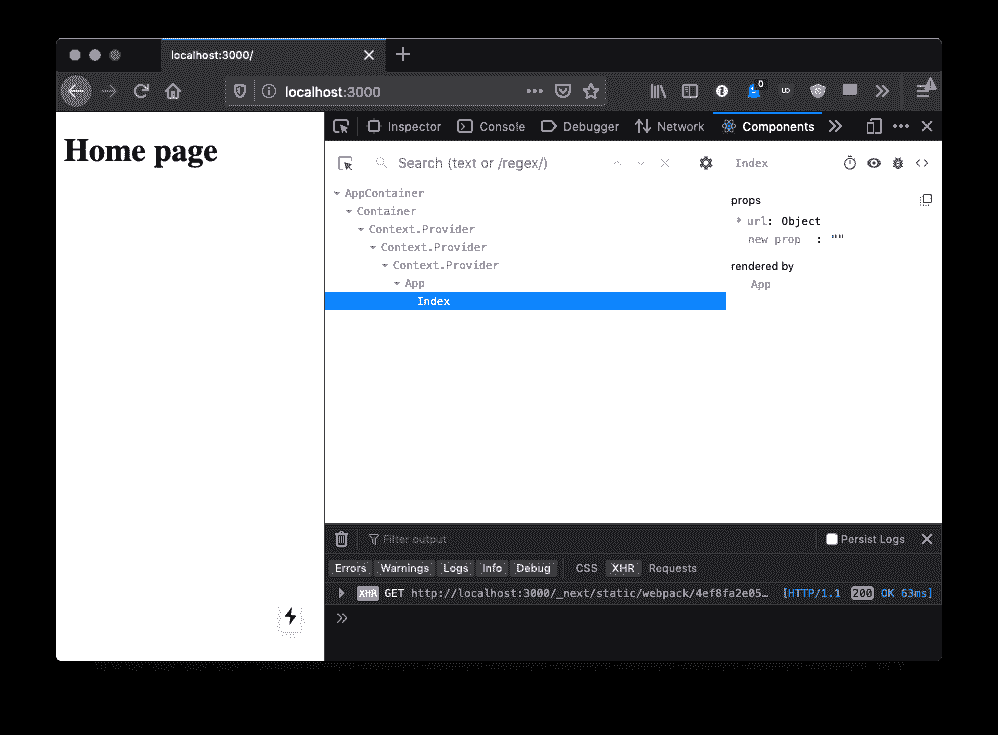 localhost:3000/
localhost:3000
0
Home page
Inspector Console Debugger Network Components
Search (text or /regex/)
Index
AppContainer
Container
Context.Provider
Context.Provider
Context.Provider
App
Index
props
url: Object
new prop : ""
rendered by
App
Filter output
Persist Logs
Errors Warnings Logs Info Debug CSS XHR Requests
XHR GET http://localhost:3000/_next/static/webpack/4ef8fa2e05… [HTTP/1.1 200 OK 63ms]